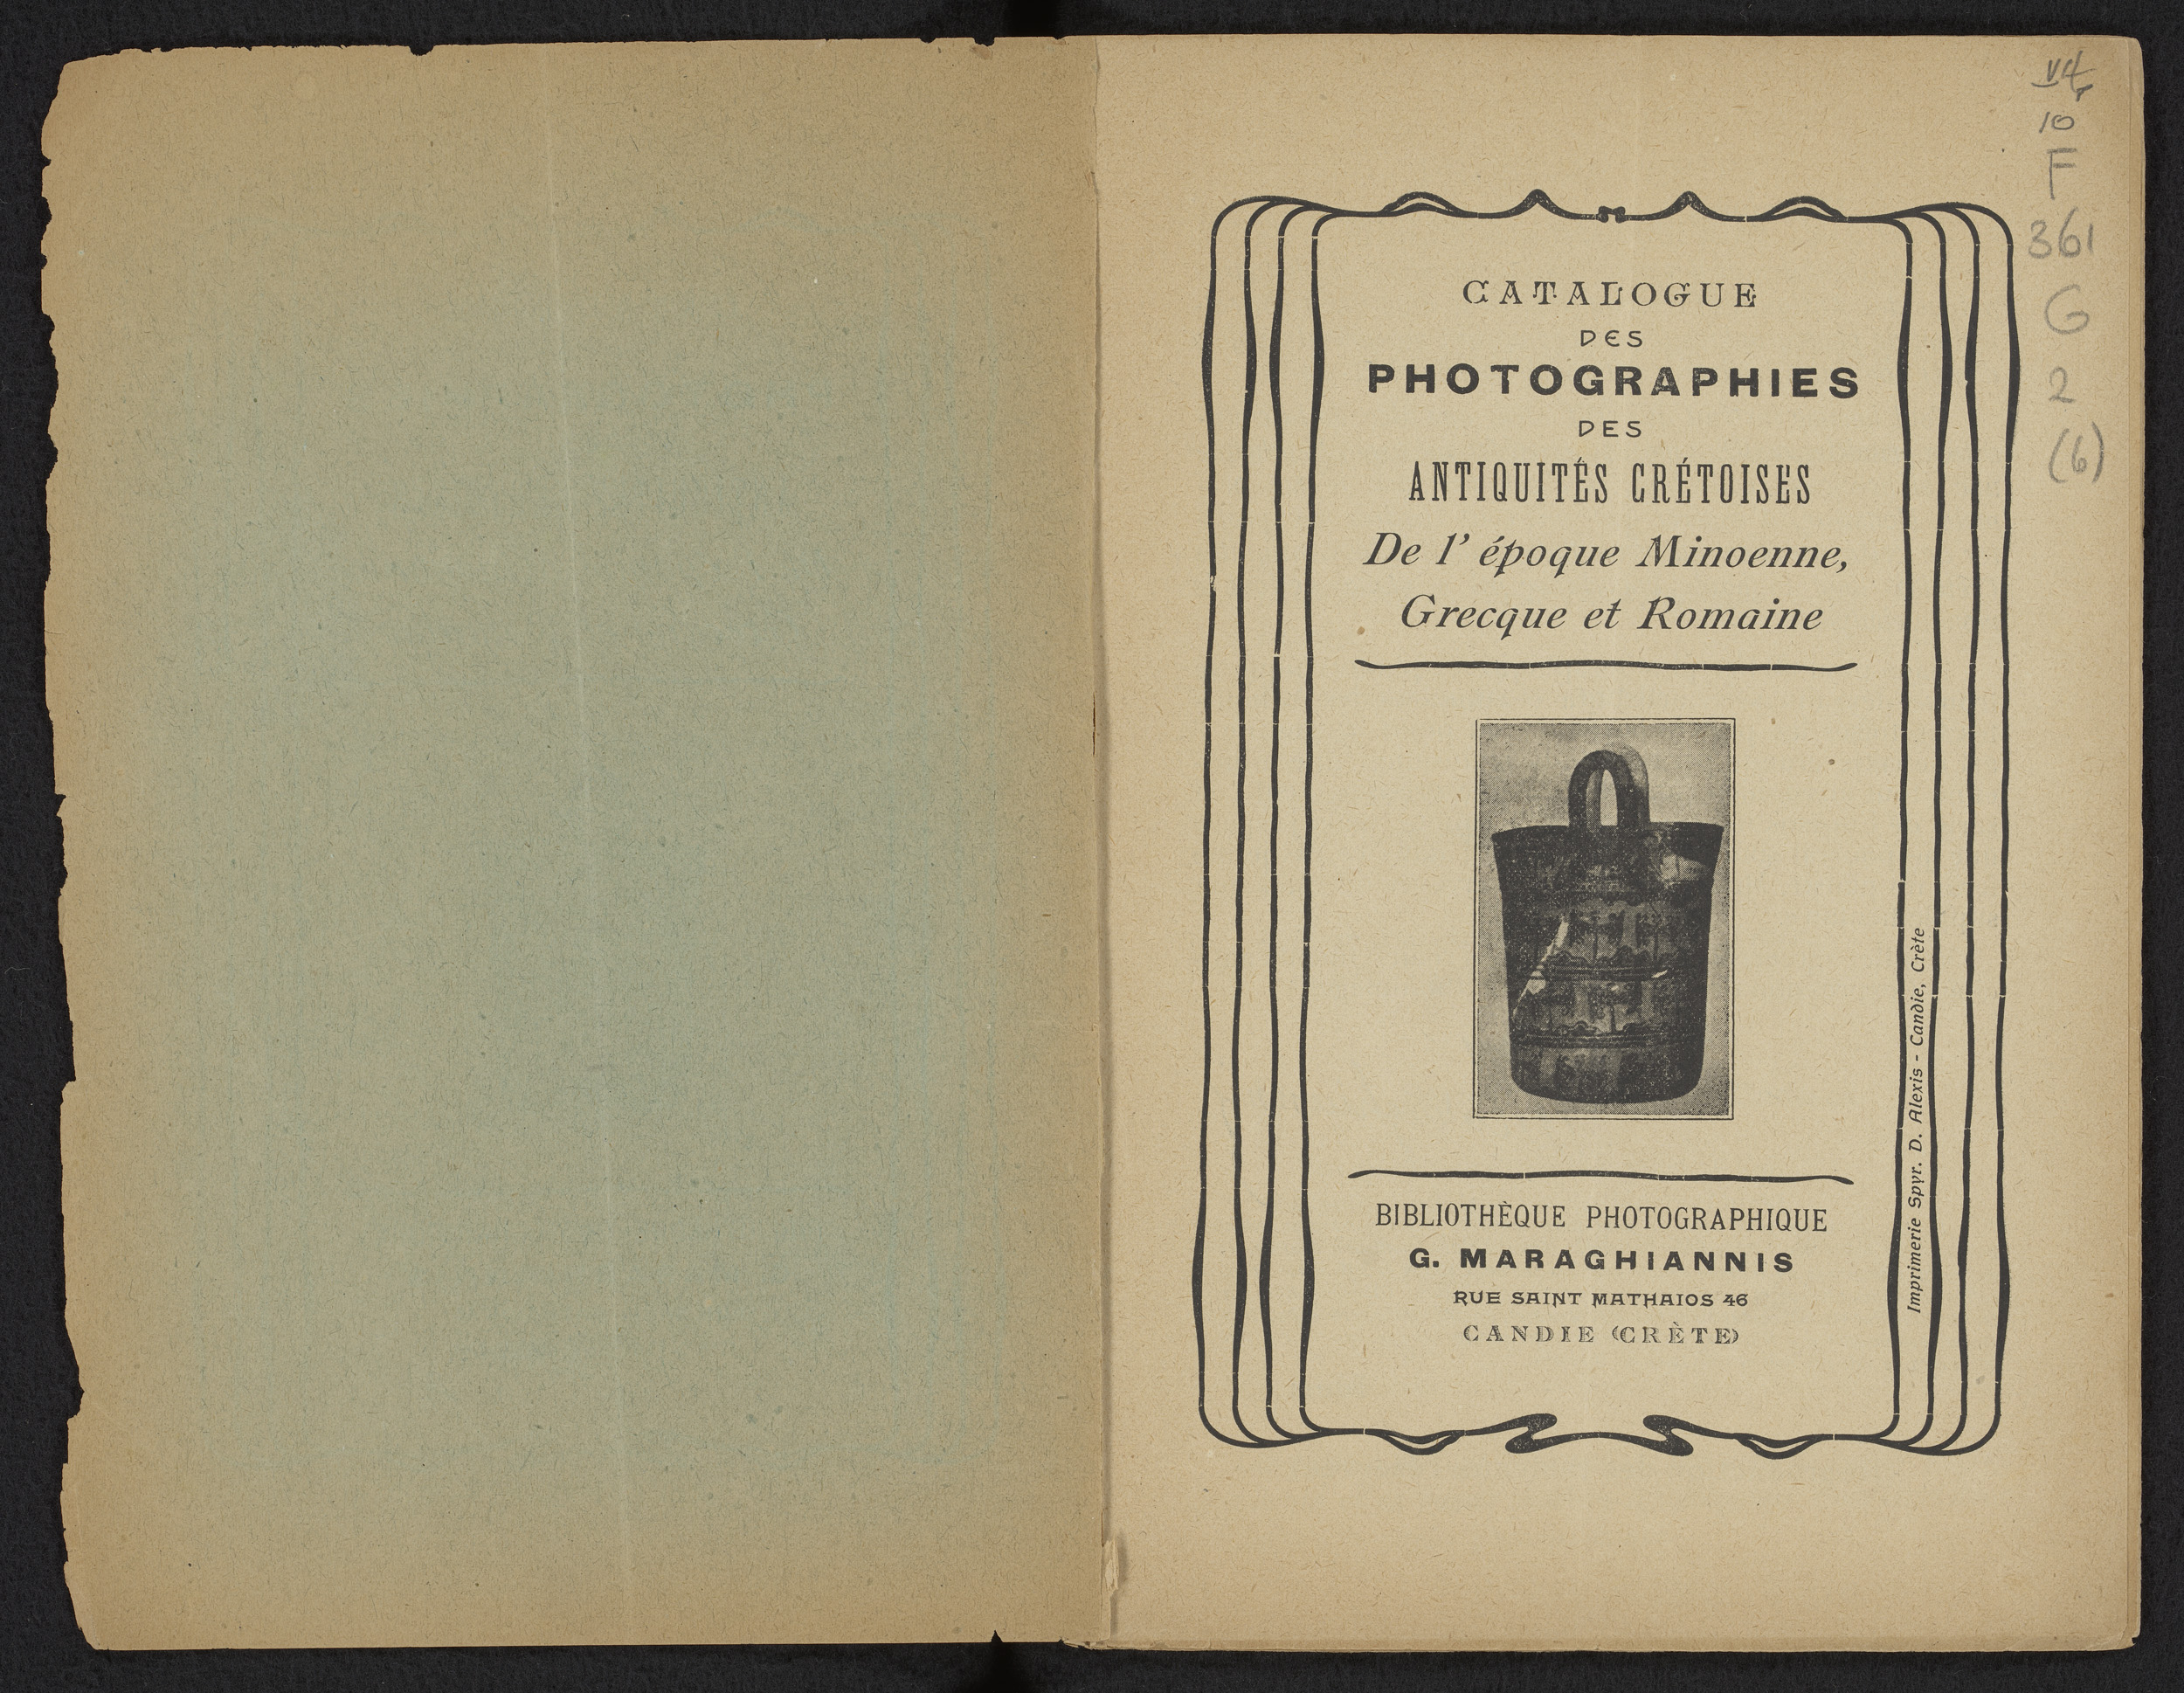 CATALOGUE
DES
PHOTOGRAPHIES
DES
ANTIQUITÉS CRÉTOISES
De l' époque Minoenne,
Grecque et Romaine
BIBLIOTHÈQUE PHOTOGRAPHIQUE
G. MARAGHIANNIS
RUE SAINT MATHAIOS 46
CANDIE (CRÈTE)
Imprimerie Spyr. D. Alexis - Candie, Crète
10
F
361
G
2
(6)